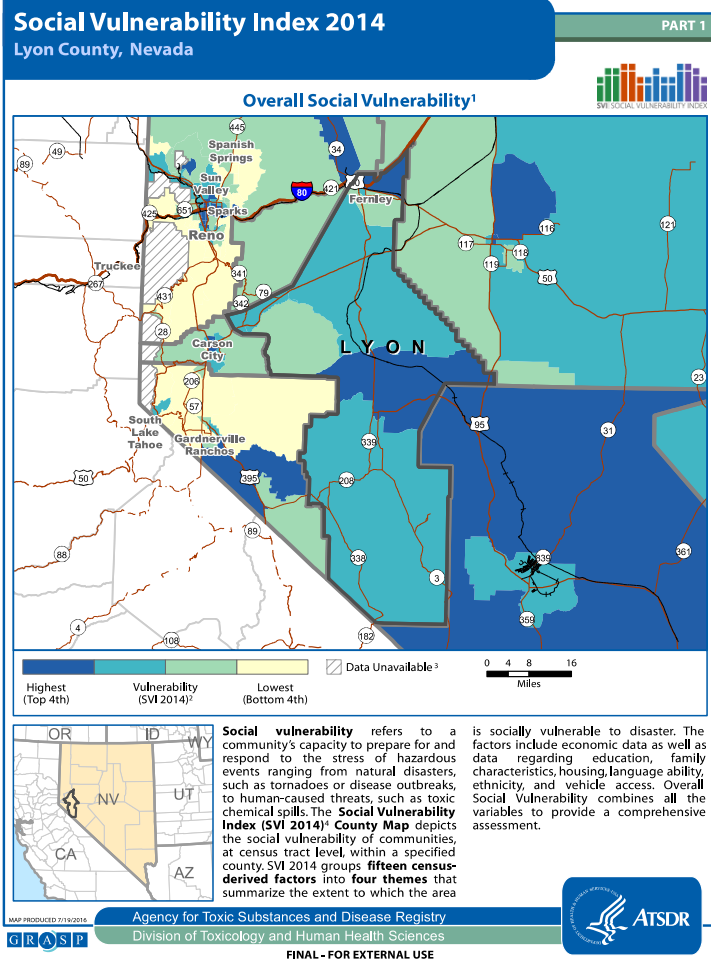 Social Vulnerability Index 2014
Lyon County, Nevada
PART 1
SVI SOCIAL VULNERABILITY INDEX
Overall Social Vulnerability¹
445
Spanish
Springs
34
49
89
Sun
Valley
80
421
Fernley
425
651
Sparks
Reno
116
121
117
118
119
50
Truckee
267
341
79
342
431
28
Carson
City
LYON
206
57
23
South
Lake
Tahoe
Gardnerville
Ranchos
95
31
339
50
395
208
89
88
338
3
339
361
359
4
108
182
Highest
(Top 4th)
Vulnerability
(SVI 2014)²
Lowest
(Bottom 4th)
Data Unavailable ³
0 4 8 16
Miles
OR
ID
WY
NV
UT
CA
AZ
Social vulnerability refers to a
community's capacity to prepare for and
respond to the stress of hazardous
events ranging from natural disasters,
such as tornadoes or disease outbreaks,
to human-caused threats, such as toxic
chemical spills. The Social Vulnerability
Index (SVI 2014)⁴ County Map depicts
the social vulnerability of communities,
at census tract level, within a specified
county. SVI 2014 groups fifteen census-
derived factors into four themes that
summarize the extent to which the area
is socially vulnerable to disaster. The
factors include economic data as well as
data regarding education, family
characteristics, housing, language ability,
ethnicity, and vehicle access. Overall
Social Vulnerability combines all the
variables to provide a comprehensive
assessment.
MAP PRODUCED 7/19/2016
GRASP
Agency for Toxic Substances and Disease Registry
Division of Toxicology and Human Health Sciences
ATSDR
FINAL - FOR EXTERNAL USE